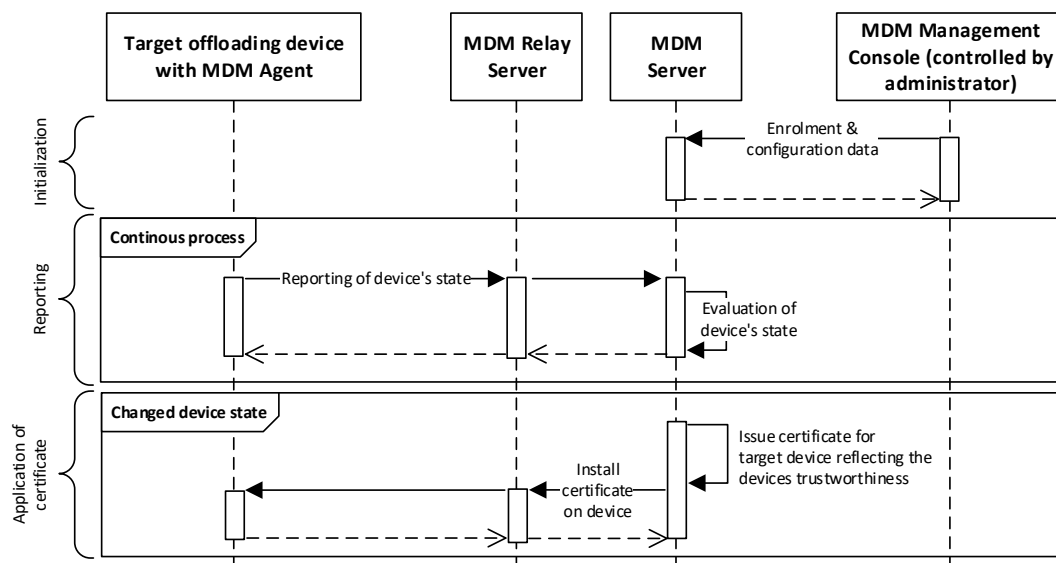 Target offloading device
with MDM Agent
MDM Relay
Server
MDM
Server
MDM Management
Console (controlled by
administrator)
Initialization
Enrolment &
configuration data
Reporting
Continous process
Reporting of device's state
Evaluation of
device's state
Application of
certificate
Changed device state
Issue certificate for
target device reflecting the
devices trustworthiness
Install
certificate
on device